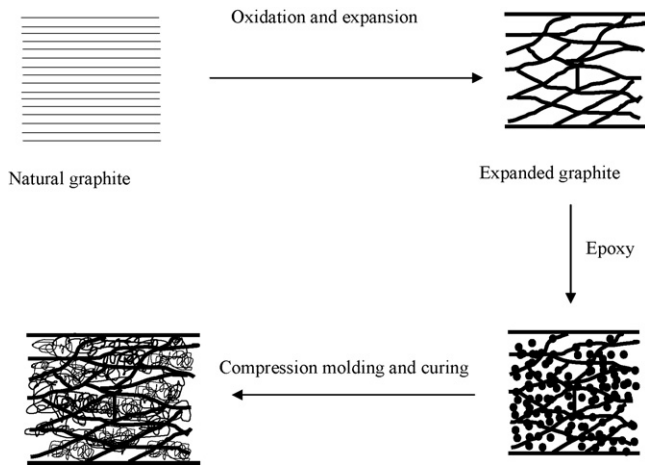 Oxidation and expansion
Natural graphite
Expanded graphite
Epoxy
Compression molding and curing